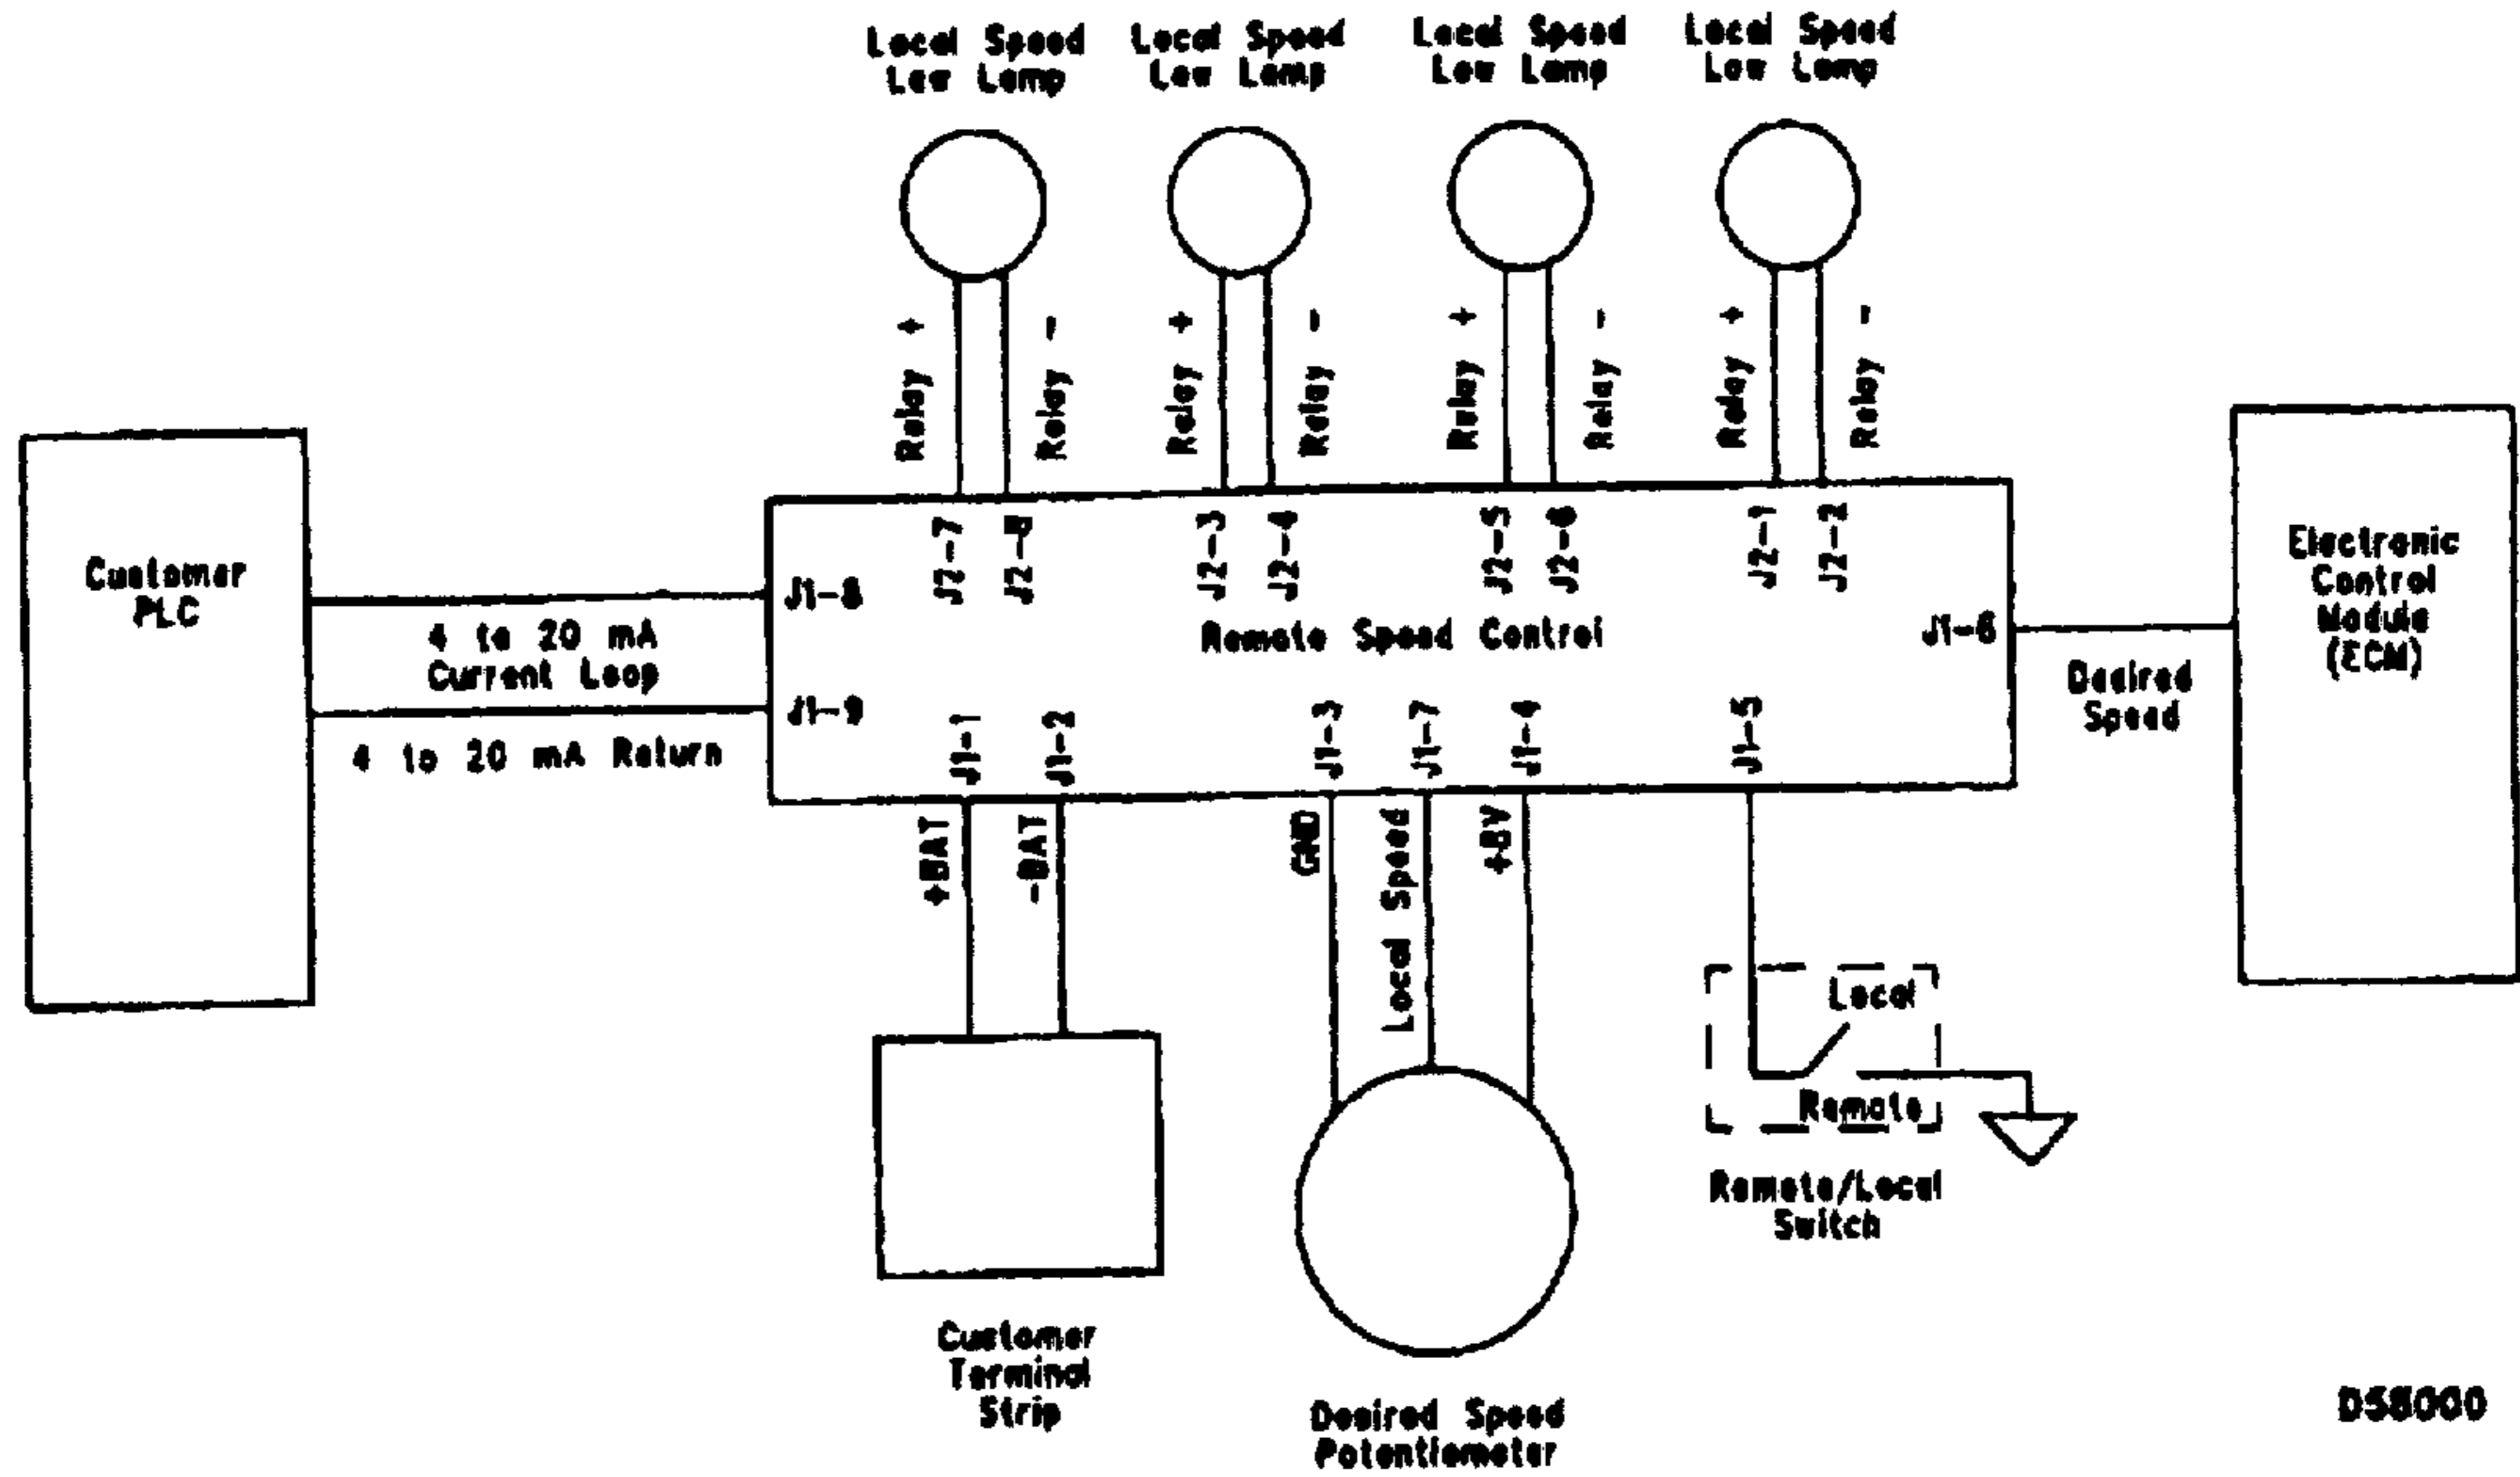 Local Speed
Low Lamp
Local Speed
Low Lamp
Local Speed
Low Lamp
Local Speed
Low Lamp
Relay +
Relay -
Relay +
Relay -
Relay +
Relay -
Relay +
Relay -
Customer
PLC
4 to 20 mA
Current Loop
4 to 20 mA Return
J1-8
J1-9
J2-7
J2-8
J2-3
J2-4
J2-5
J2-6
J2-1
J2-2
Remote Speed Control
J1-6
Desired
Speed
Electronic
Control
Module
(ECM)
J1-1
J1-2
J1-3
J1-7
J1-4
J1-5
+BAT
-BAT
GND
Local Speed
+8V
Local
Remote
Remote/Local
Switch
Customer
Terminal
Strip
Desired Speed
Potentiometer
D58000